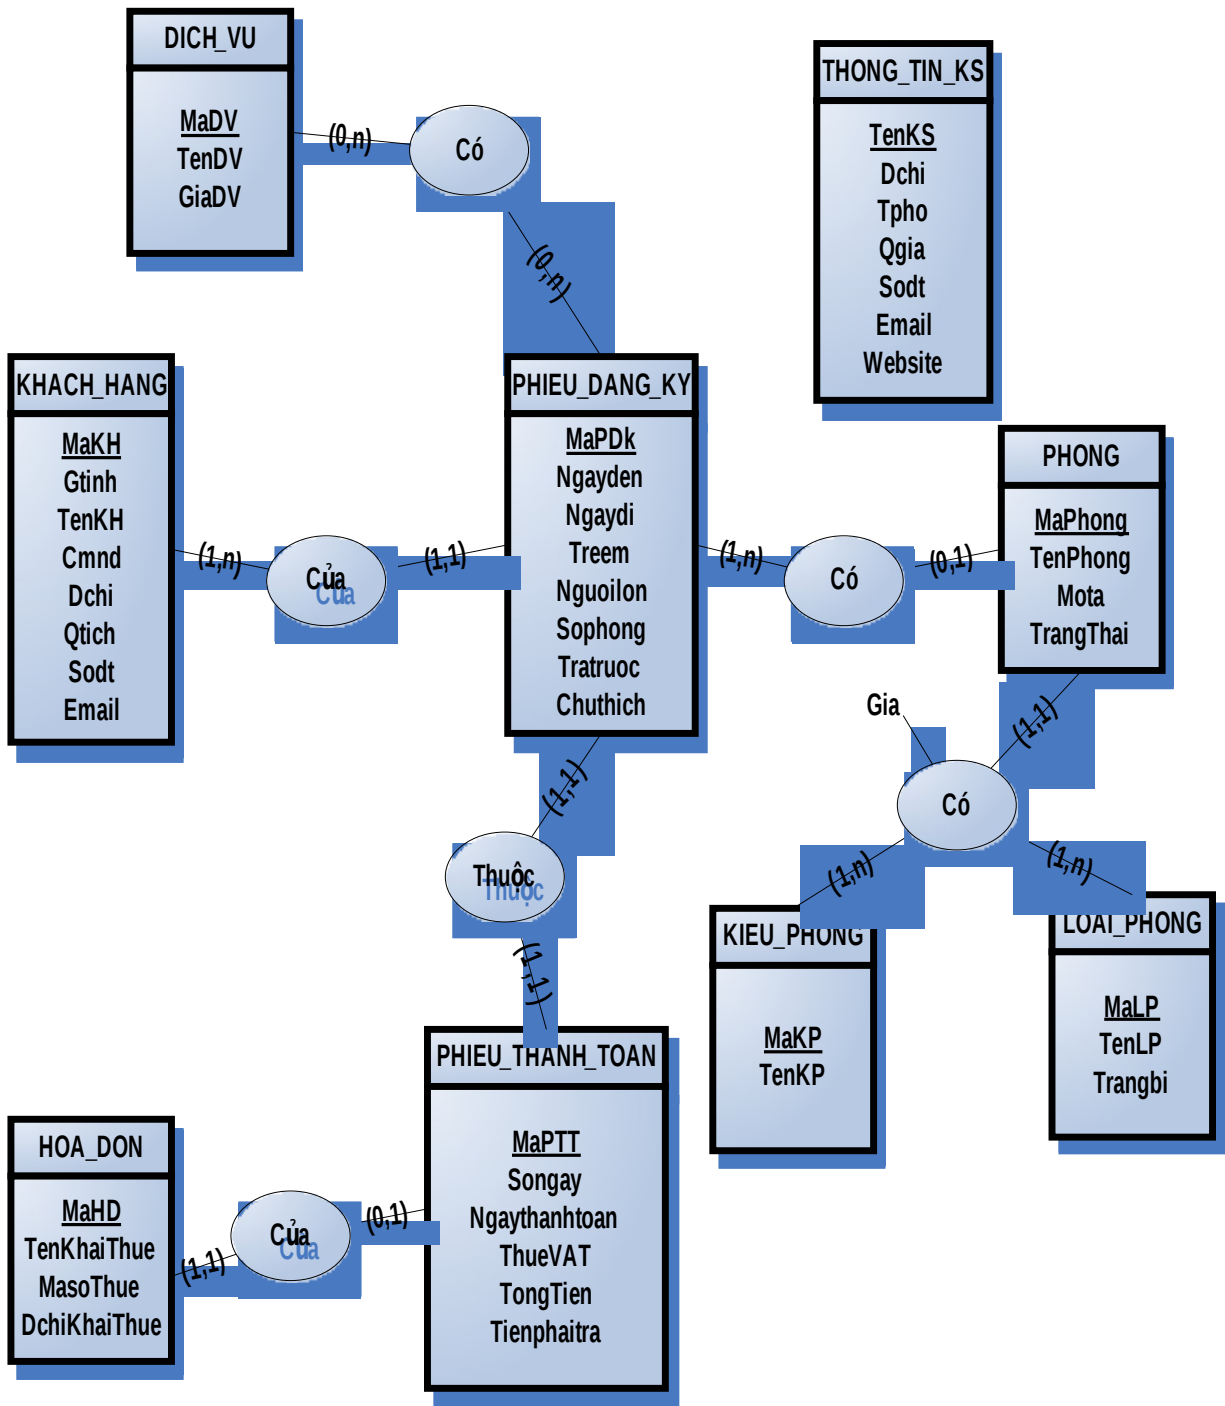 DICH_VU
MaDV
TenDV
GiaDV
(0,n)
Có
(0,n)
THONG_TIN_KS
TenKS
Dchi
Tpho
Qgia
Sodt
Email
Website
KHACH_HANG
MaKH
Gtinh
TenKH
Cmnd
Dchi
Qtich
Sodt
Email
(1,n)
Của
(1,1)
PHIEU_DANG_KY
MaPDk
Ngayden
Ngaydi
Treem
Nguoilon
Sophong
Tratruoc
Chuthich
(1,n)
Có
(0,1)
PHONG
MaPhong
TenPhong
Mota
TrangThai
(1,1)
Gia
Có
(1,n)
(1,n)
KIEU_PHONG
MaKP
TenKP
LOAI_PHONG
MaLP
TenLP
Trangbi
(1,1)
Thuộc
(1,1)
PHIEU_THANH_TOAN
MaPTT
Songay
Ngaythanhtoan
ThueVAT
TongTien
Tienphaitra
HOA_DON
MaHD
TenKhaiThue
MasoThue
DchiKhaiThue
(1,1)
Của
(0,1)